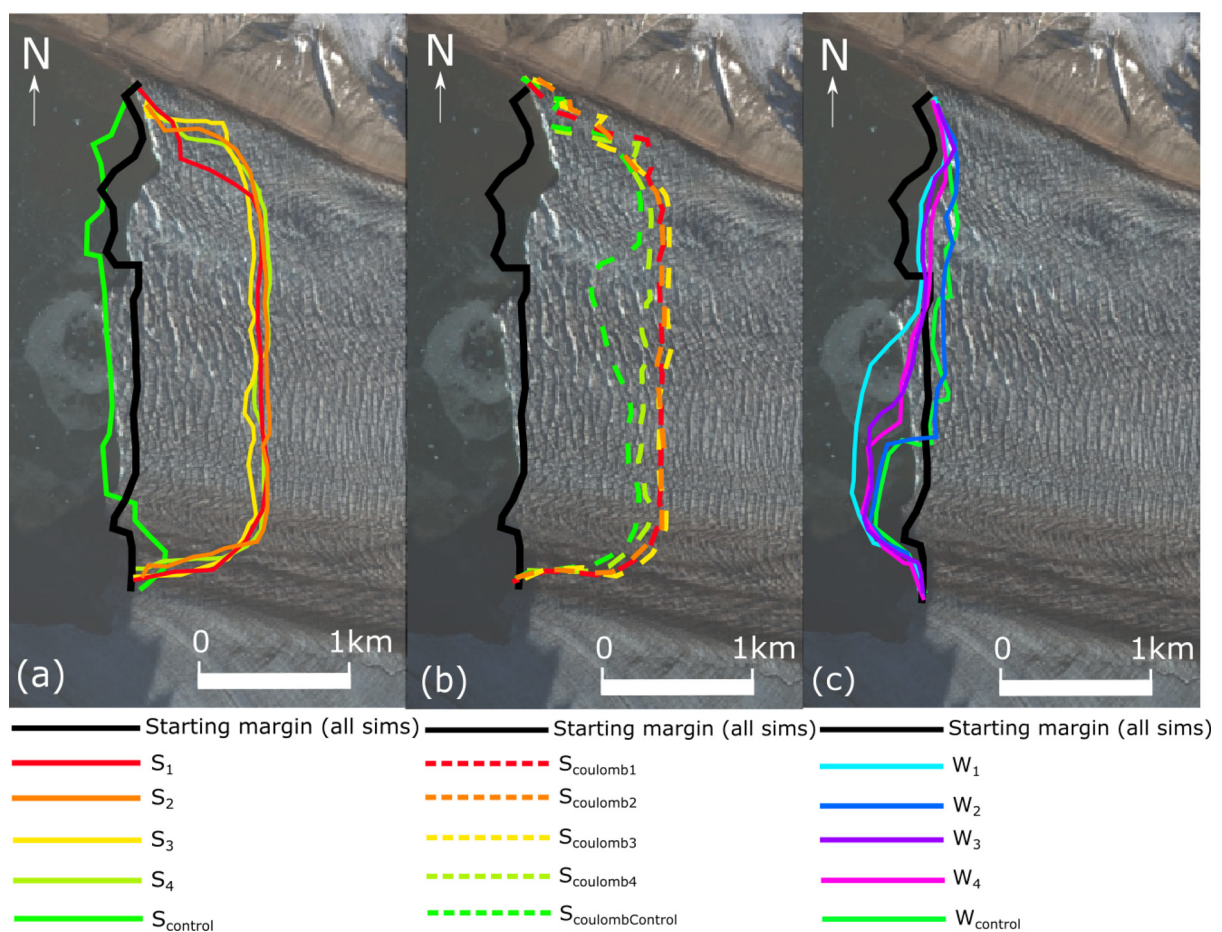 N
0 1km
(a)
N
0 1km
(b)
N
0 1km
(c)
Starting margin (all sims)
S₁
S₂
S₃
S₄
Scontrol
Starting margin (all sims)
Scoulomb1
Scoulomb2
Scoulomb3
Scoulomb4
ScoulombControl
Starting margin (all sims)
W₁
W₂
W₃
W₄
Wcontrol